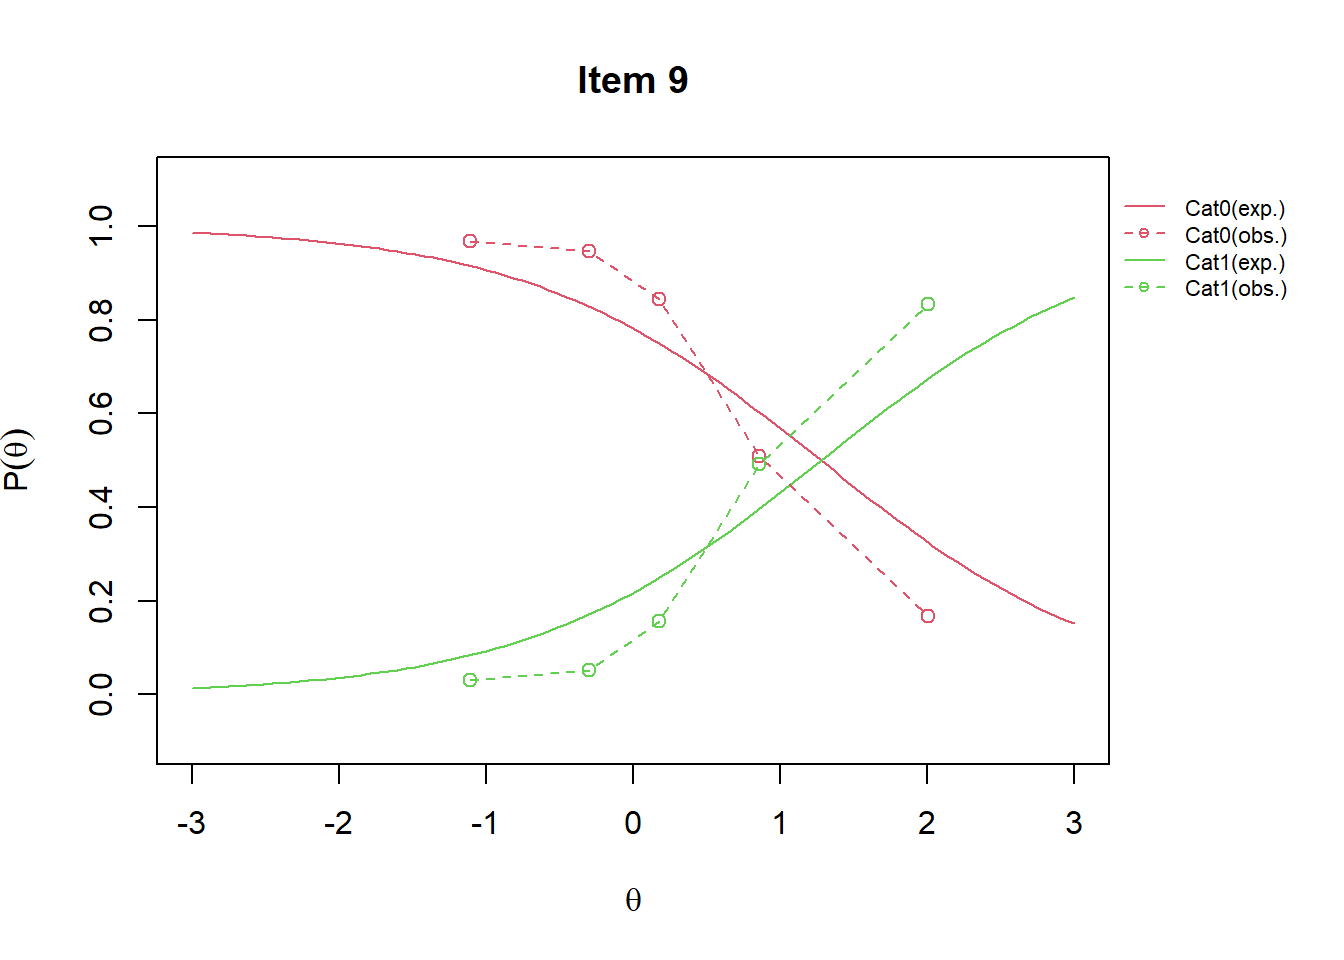 Item 9
P(θ)
1.0
0.8
0.6
0.4
0.2
0.0
-3 -2 -1 0 1 2 3
θ
Cat0(exp.)
Cat0(obs.)
Cat1(exp.)
Cat1(obs.)